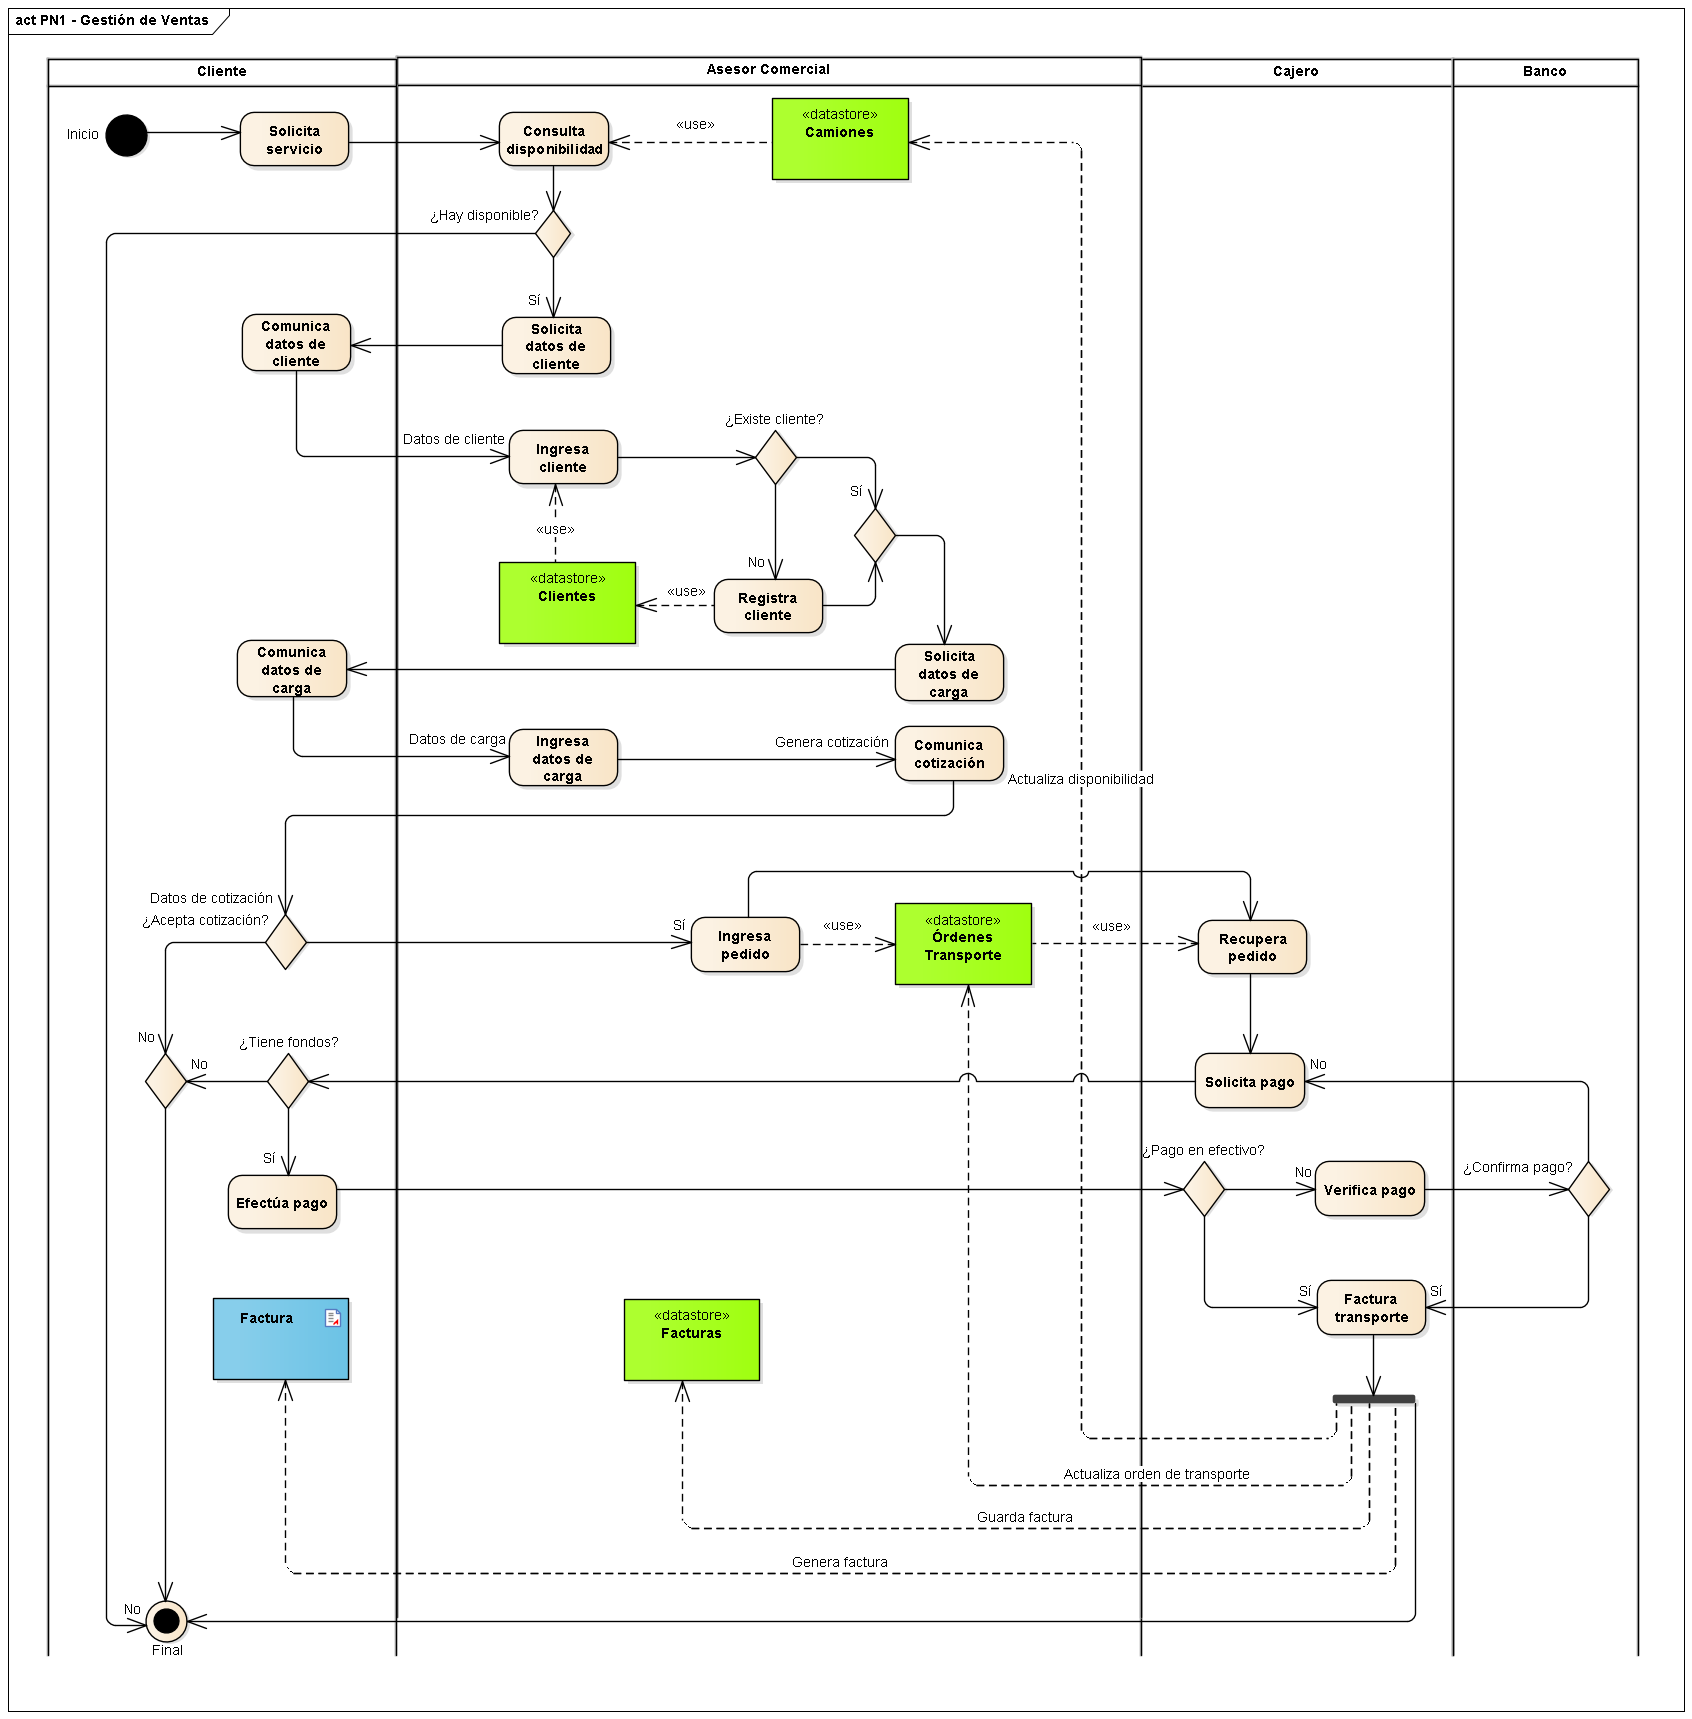 act PN1 - Gestión de Ventas
Cliente
Asesor Comercial
Cajero
Banco
Inicio
Solicita
servicio
Consulta
disponibilidad
«use»
«datastore»
Camiones
¿Hay disponible?
Sí
Comunica
datos de
cliente
Solicita
datos de
cliente
¿Existe cliente?
Datos de cliente
Ingresa
cliente
Sí
«use»
No
«datastore»
Clientes
«use»
Registra
cliente
Comunica
datos de
carga
Solicita
datos de
carga
Datos de carga
Ingresa
datos de
carga
Genera cotización
Comunica
cotización
Actualiza disponibilidad
Datos de cotización
¿Acepta cotización?
Sí
Ingresa
pedido
«use»
«datastore»
Órdenes
Transporte
«use»
Recupera
pedido
No
¿Tiene fondos?
No
Solicita pago
No
¿Pago en efectivo?
Sí
Efectúa pago
No
Verifica pago
¿Confirma pago?
Factura
«datastore»
Facturas
Sí
Factura
transporte
Sí
Actualiza orden de transporte
Guarda factura
Genera factura
No
Final